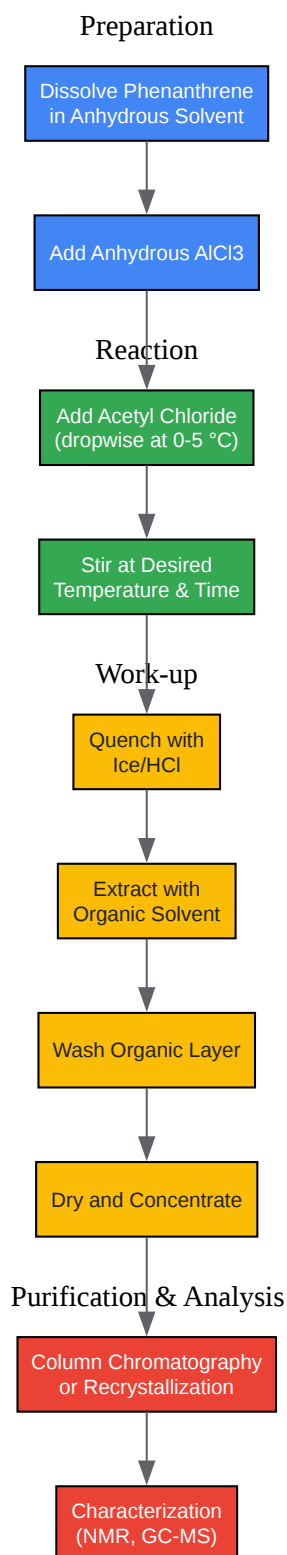 Preparation
Dissolve Phenanthrene
in Anhydrous Solvent
Add Anhydrous AlCl3
Reaction
Add Acetyl Chloride
(dropwise at 0-5 °C)
Stir at Desired
Temperature & Time
Work-up
Quench with
Ice/HCl
Extract with
Organic Solvent
Wash Organic Layer
Dry and Concentrate
Purification & Analysis
Column Chromatography
or Recrystallization
Characterization
(NMR, GC-MS)